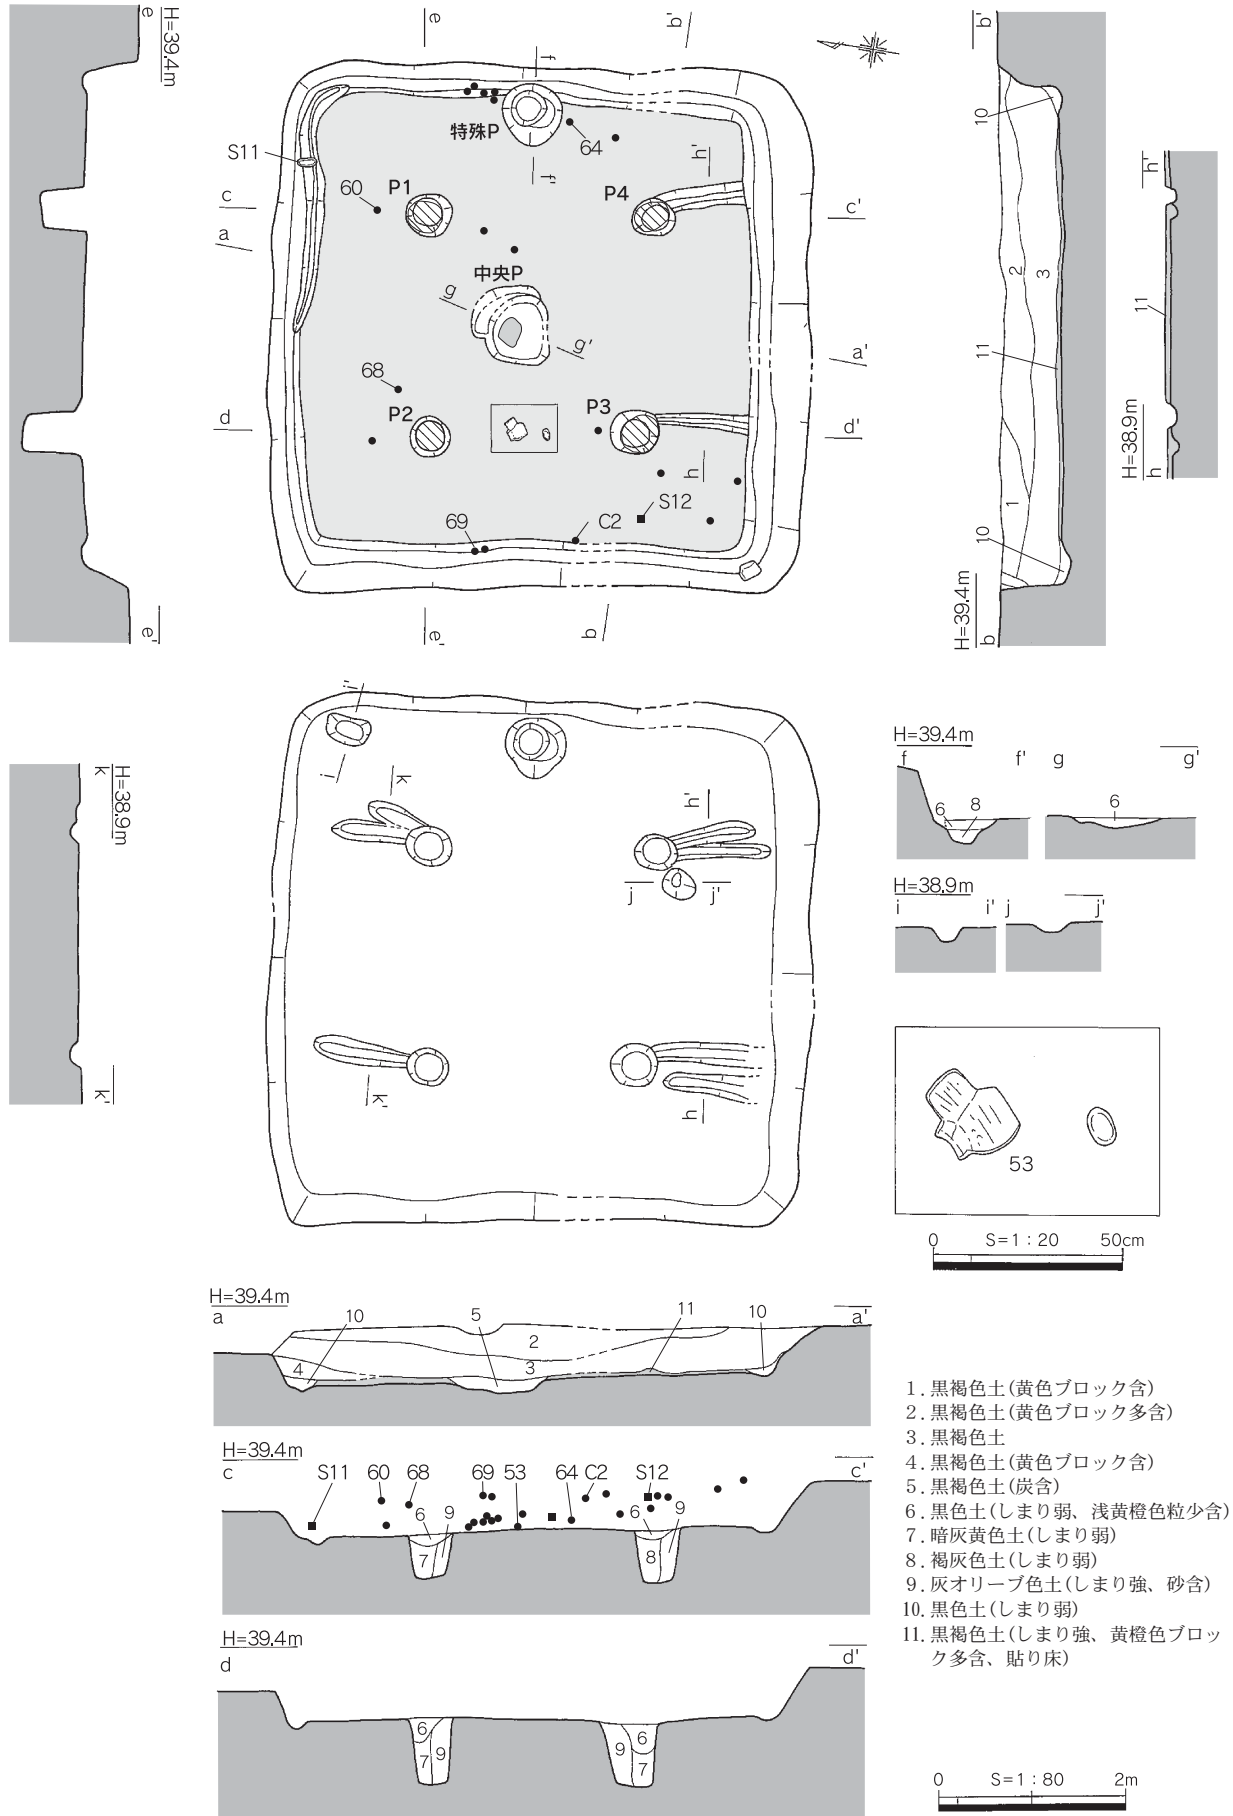 H=39.4m
e
e'
e
q'
f
特殊P
f'
64
S11
60
P1
h'
P4
c
c'
a
中央P
g
g'
a'
68
P2
P3
d
d'
h
S12
69
C2
e'
q
b'
10
2
3
11
1
10
H=39.4m
b
h'
11
H=38.9m
h
k
H=38.9m
k'
i'
i
k
h'
j
j'
k'
h
H=39.4m
f
f'
g
g'
6
8
6
H=38.9m
i
i'
j
j'
53
0 S=1：20 50cm
H=39.4m
a
a'
10
5
11
10
2
4
3
H=39.4m
c
c'
S11
60
68
69
53
64
C2
S12
6
9
6
9
7
8
H=39.4m
d
d'
6
7
9
6
9
7
1. 黒褐色土(黄色ブロック含)
2. 黒褐色土(黄色ブロック多含)
3. 黒褐色土
4. 黒褐色土(黄色ブロック含)
5. 黒褐色土(炭含)
6. 黒色土(しまり弱、浅黄橙色粒少含)
7. 暗灰黄色土(しまり弱)
8. 褐灰色土(しまり弱)
9. 灰オリーブ色土(しまり強、砂含)
10. 黒色土(しまり弱)
11. 黒褐色土(しまり強、黄橙色ブロッ
ク多含、貼り床)
0 S=1：80 2m